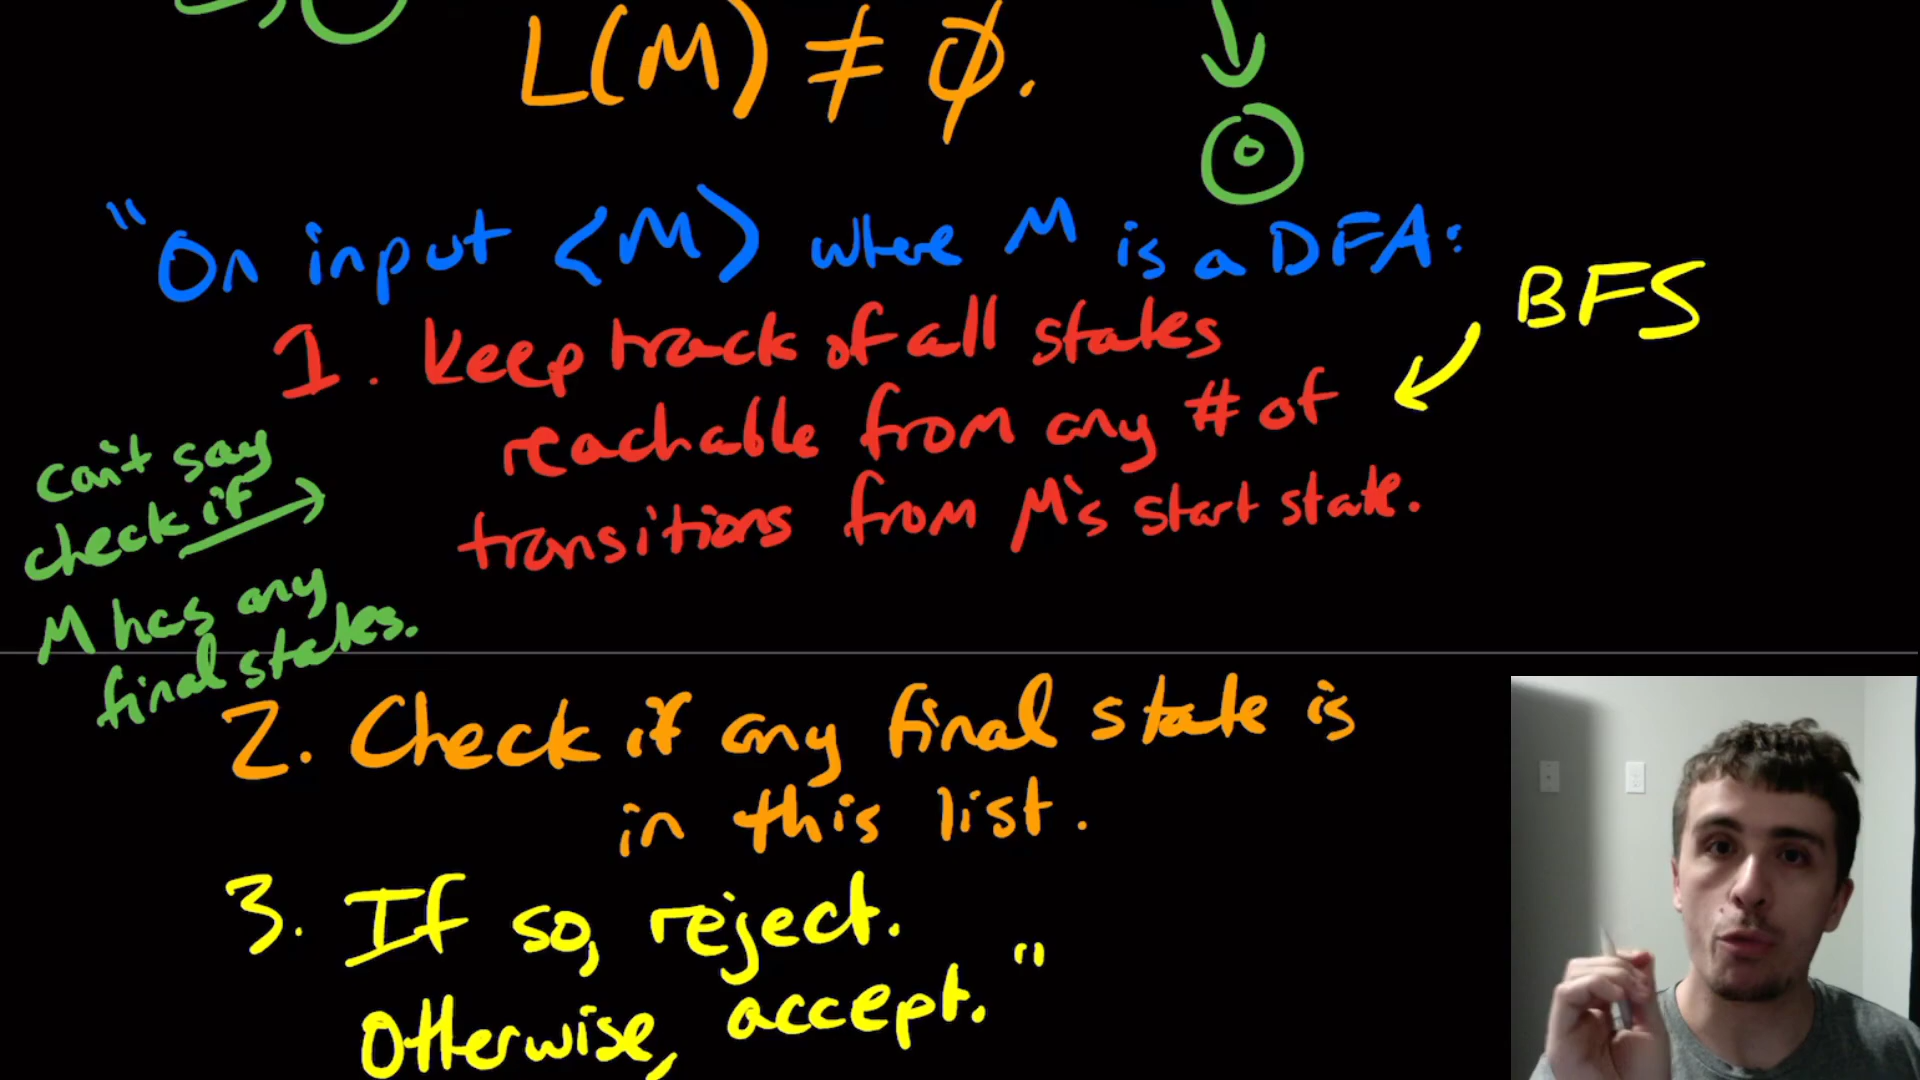 L(M) ≠ ∅.
"On input <M> where M is a DFA:
BFS
1. Keep track of all states
reachable from any # of
transitions from M's start state.
can't say
check if
M has any
final states.
2. Check if any final state is
in this list.
3. If so, reject.
Otherwise, accept."